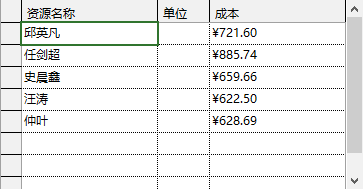 资源名称 单位 成本
邱英凡 ¥721.60
任剑超 ¥885.74
史晨鑫 ¥659.66
汪涛 ¥622.50
仲叶 ¥628.69